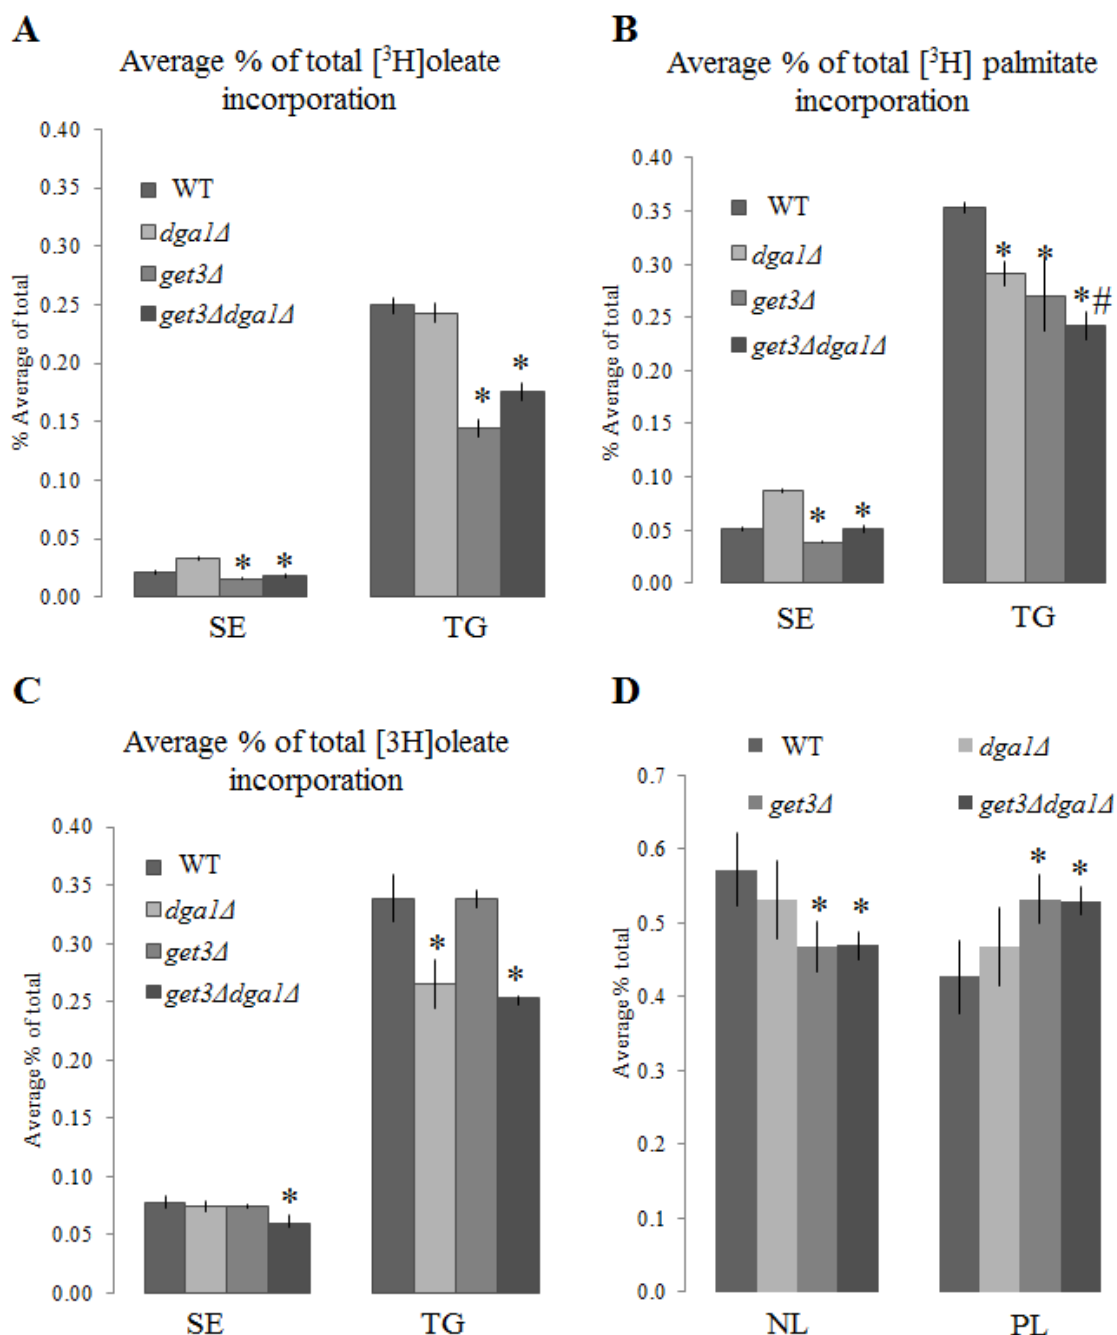 A
Average % of total [³H]oleate
incorporation
% Average of total
0.40
0.35
0.30
0.25
0.20
0.15
0.10
0.05
0.00
WT
dga1Δ
get3Δ
get3Δdga1Δ
* *
* *
SE TG
B
Average % of total [³H] palmitate
incorporation
% Average of total
0.40
0.35
0.30
0.25
0.20
0.15
0.10
0.05
0.00
WT
dga1Δ
get3Δ
get3Δdga1Δ
* *
* * *#
SE TG
C
Average % of total [3H]oleate
incorporation
Average % of total
0.40
0.35
0.30
0.25
0.20
0.15
0.10
0.05
0.00
WT
dga1Δ
get3Δ
get3Δdga1Δ
*
* *
SE TG
D
WT dga1Δ
get3Δ get3Δdga1Δ
Average % total
0.7
0.6
0.5
0.4
0.3
0.2
0.1
0.0
* *
* *
NL PL